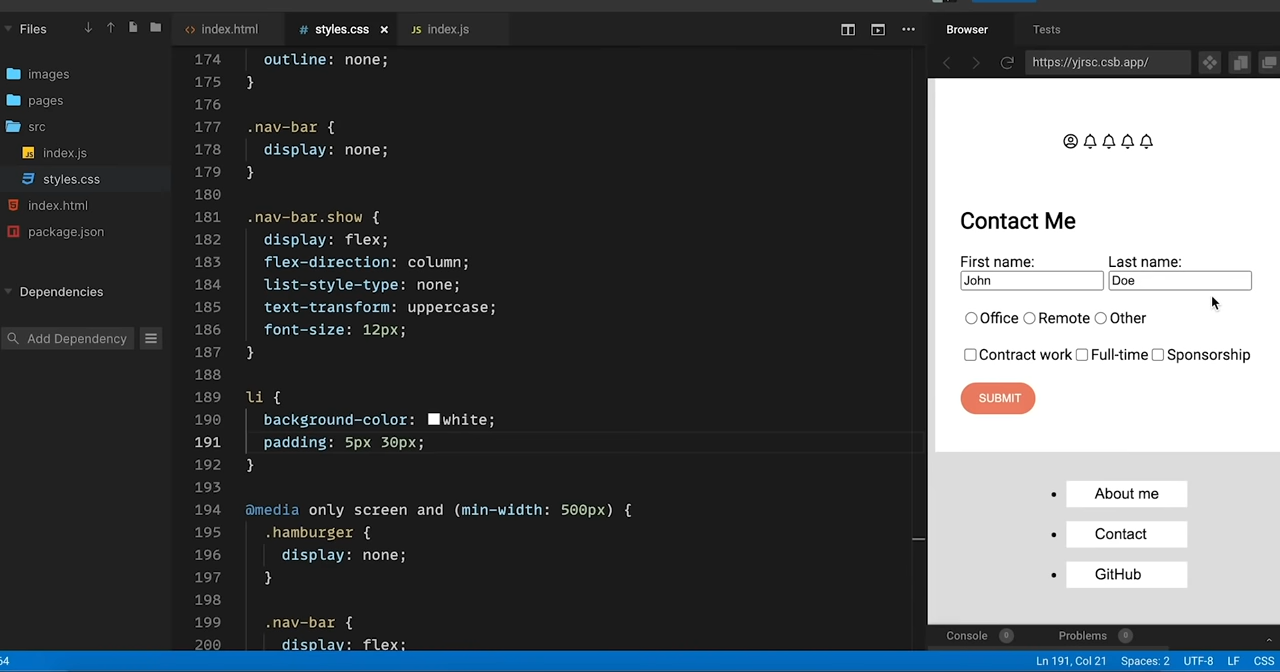 Files
index.html
styles.css
index.js
images
pages
src
index.js
styles.css
index.html
package.json
Dependencies
Add Dependency
174 outline: none;
175 }
176
177 .nav-bar {
178 display: none;
179 }
180
181 .nav-bar.show {
182 display: flex;
183 flex-direction: column;
184 list-style-type: none;
185 text-transform: uppercase;
186 font-size: 12px;
187 }
188
189 li {
190 background-color: white;
191 padding: 5px 30px;
192 }
193
194 @media only screen and (min-width: 500px) {
195 .hamburger {
196 display: none;
197 }
198
199 .nav-bar {
200 display: flex;
Browser Tests
https://yjrsc.csb.app/
Contact Me
First name: Last name:
John Doe
Office Remote Other
Contract work Full-time Sponsorship
SUBMIT
About me
Contact
GitHub
Console 0 Problems 0
64 Ln 191, Col 21 Spaces: 2 UTF-8 LF CSS